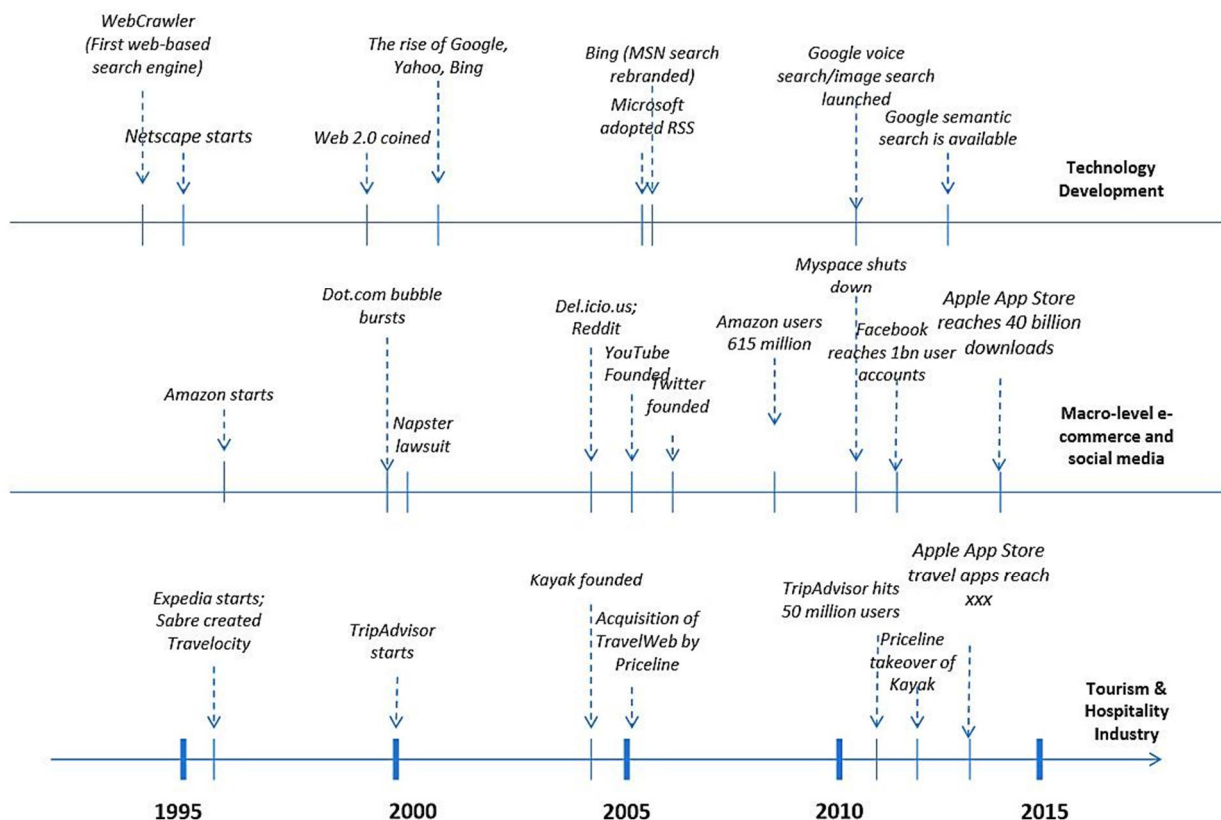 WebCrawler
(First web-based
search engine)
Netscape starts
The rise of Google,
Yahoo, Bing
Web 2.0 coined
Bing (MSN search
rebranded)
Microsoft
adopted RSS
Google voice
search/image search
launched
Google semantic
search is available
Technology
Development
Dot.com bubble
bursts
Amazon starts
Napster
lawsuit
Del.icio.us;
Reddit
YouTube
Founded
Twitter
founded
Amazon users
615 million
Myspace shuts
down
Facebook
reaches 1bn user
accounts
Apple App Store
reaches 40 billion
downloads
Macro-level e-
commerce and
social media
Expedia starts;
Sabre created
Travelocity
TripAdvisor
starts
Kayak founded
Acquisition of
TravelWeb by
Priceline
TripAdvisor hits
50 million users
Priceline
takeover of
Kayak
Apple App Store
travel apps reach
xxx
Tourism &
Hospitality
Industry
1995
2000
2005
2010
2015